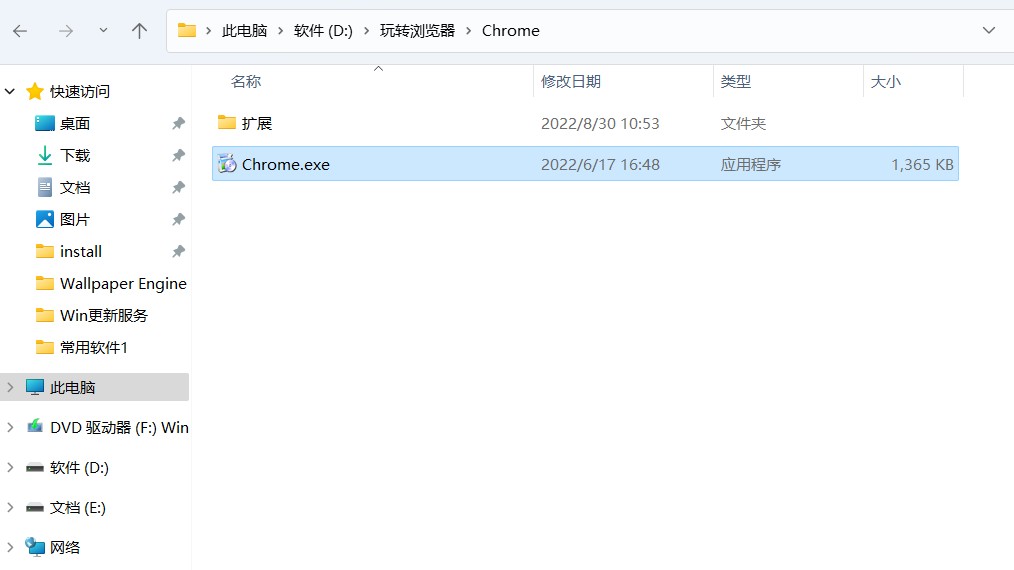 此电脑 软件 (D:) 玩转浏览器 Chrome
名称 修改日期 类型 大小
快速访问
扩展 2022/8/30 10:53 文件夹
桌面
下载
Chrome.exe 2022/6/17 16:48 应用程序 1,365 KB
文档
图片
install
Wallpaper Engine
Win更新服务
常用软件1
此电脑
DVD 驱动器 (F:) Win
软件 (D:)
文档 (E:)
网络